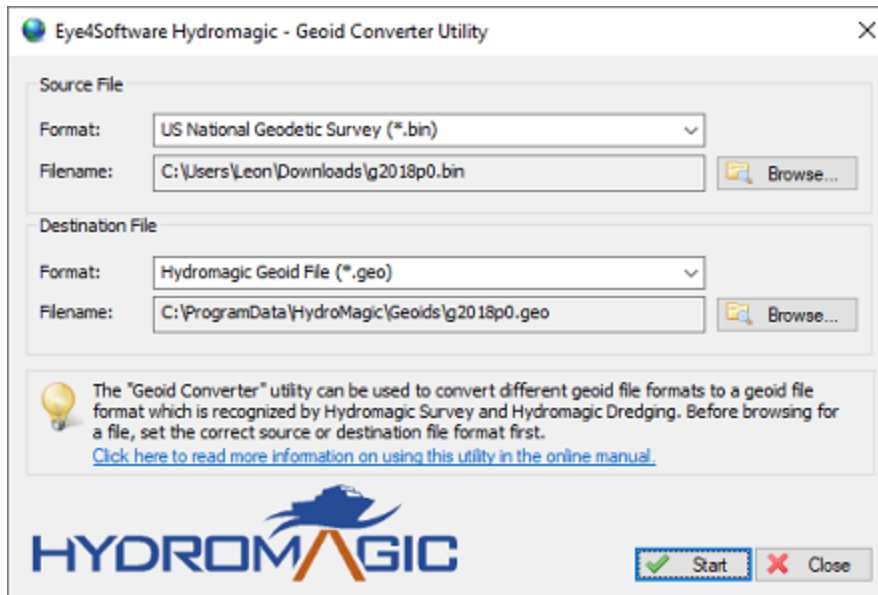 Eye4Software Hydromagic - Geoid Converter Utility
Source File
Format:
US National Geodetic Survey (*.bin)
Filename:
C:\Users\Leon\Downloads\g2018p0.bin
Browse...
Destination File
Format:
Hydromagic Geoid File (*.geo)
Filename:
C:\ProgramData\HydroMagic\Geoids\g2018p0.geo
Browse...
The "Geoid Converter" utility can be used to convert different geoid file formats to a geoid file
format which is recognized by Hydromagic Survey and Hydromagic Dredging. Before browsing for
a file, set the correct source or destination file format first.
Click here to read more information on using this utility in the online manual.
HYDROMAGIC
Start
Close